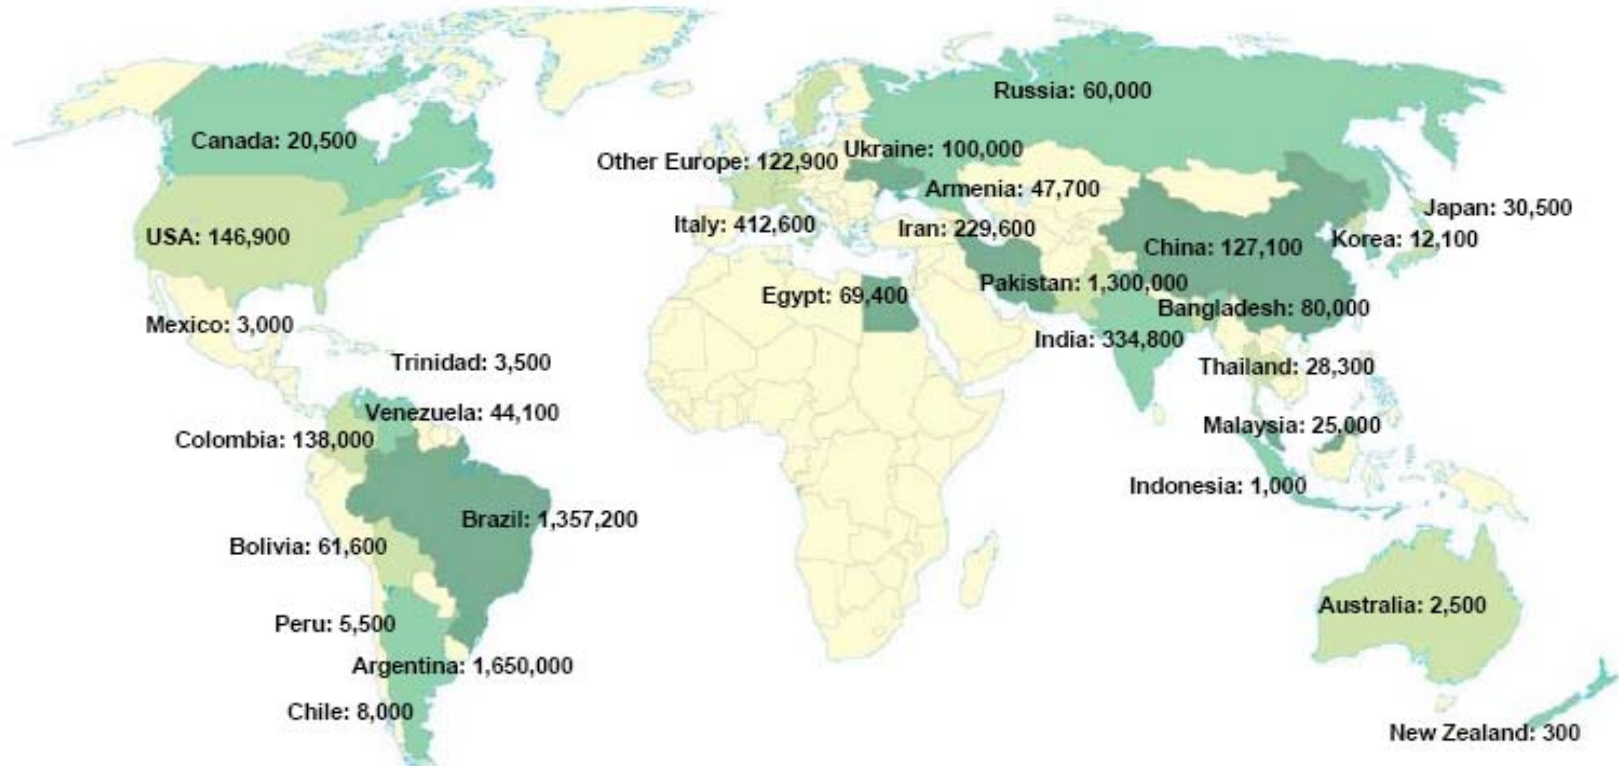 Russia: 60,000
Canada: 20,500
Other Europe: 122,900
Ukraine: 100,000
Armenia: 47,700
Japan: 30,500
USA: 146,900
Italy: 412,600
Iran: 229,600
China: 127,100
Korea: 12,100
Pakistan: 1,300,000
Egypt: 69,400
Bangladesh: 80,000
Mexico: 3,000
India: 334,800
Trinidad: 3,500
Thailand: 28,300
Venezuela: 44,100
Malaysia: 25,000
Colombia: 138,000
Indonesia: 1,000
Brazil: 1,357,200
Bolivia: 61,600
Australia: 2,500
Peru: 5,500
Argentina: 1,650,000
Chile: 8,000
New Zealand: 300